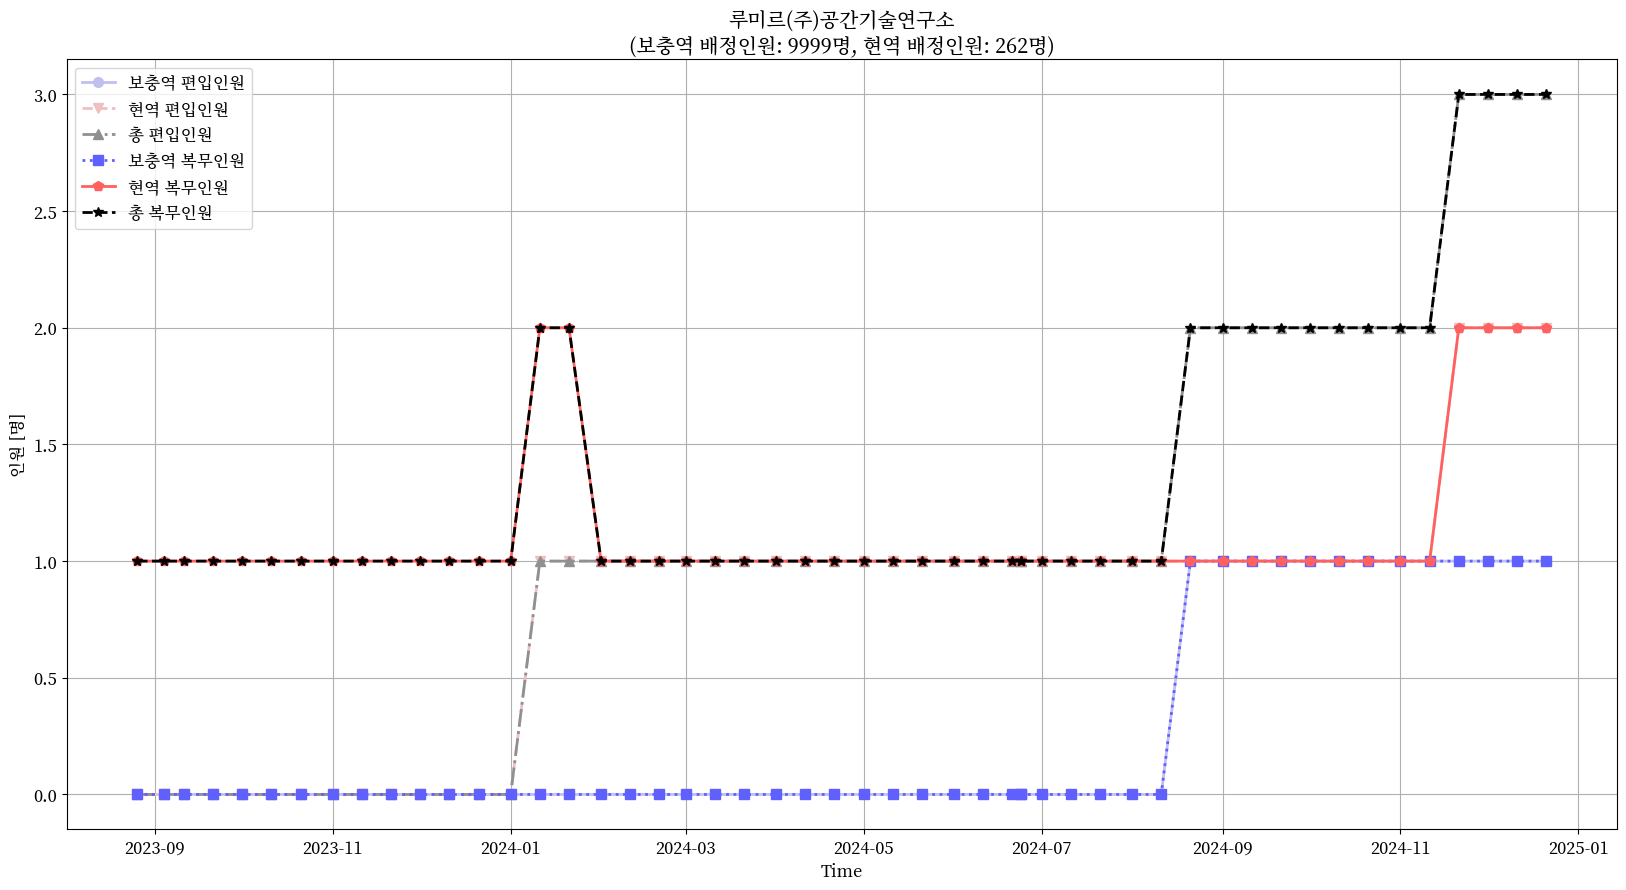 루미르(주)공간기술연구소
(보충역 배정인원: 9999명, 현역 배정인원: 262명)
보충역 편입인원
현역 편입인원
총 편입인원
보충역 복무인원
현역 복무인원
총 복무인원
인원 [명]
3.0
2.5
2.0
1.5
1.0
0.5
0.0
2023-09
2023-11
2024-01
2024-03
2024-05
2024-07
2024-09
2024-11
2025-01
Time